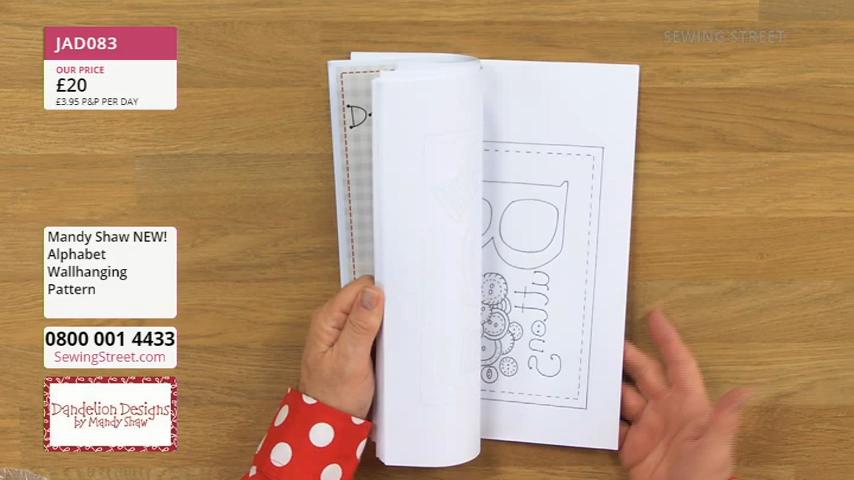 JAD083
OUR PRICE
£20
£3.95 P&P PER DAY
SEWING STREET
D
B
uttons
Mandy Shaw NEW!
Alphabet
Wallhanging
Pattern
0800 001 4433
SewingStreet.com
Dandelion Designs
by Mandy Shaw